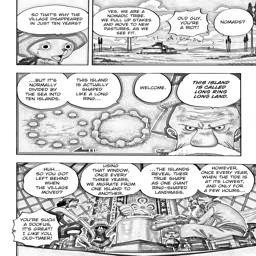 SO THAT'S WHY THE
VILLAGE DISAPPEARED
IN JUST TEN YEARS?
YES, WE ARE A
NOMADIC TRIBE.
WE PULL UP STAKES
AND MOVE TO NEW
PASTURES, AS WE
SEE FIT.
OLD GUY,
YOU'RE
A RIOT!
NOMADS?
...BUT IT'S
NORMALLY
DIVIDED BY
THE SEA INTO
TEN ISLANDS.
THIS ISLAND
IS ACTUALLY
SHAPED
LIKE A LONG
RING....
WELCOME.
THIS ISLAND
IS CALLED
LONG RING
LONG LAND.
HUH...
SO YOU GOT
LEFT BEHIND
WHEN
THE VILLAGE
MOVED?
USING
THAT WINDOW,
ONCE EVERY
THREE YEARS,
WE MIGRATE FROM
ONE ISLAND TO
ANOTHER.
...THE ISLANDS
REVEAL THEIR
TRUE SHAPE
AS ONE GIANT
RING-SHAPED
LANDMASS.
HOWEVER,
ONCE EVERY YEAR,
WHEN THE TIDE IS
AT ITS LOWEST,
AND ONLY FOR
A FEW HOURS...
YOU'RE SUCH
A DOOFUS,
IT'S GREAT!
I LIKE YOU,
OLD-TIMER!